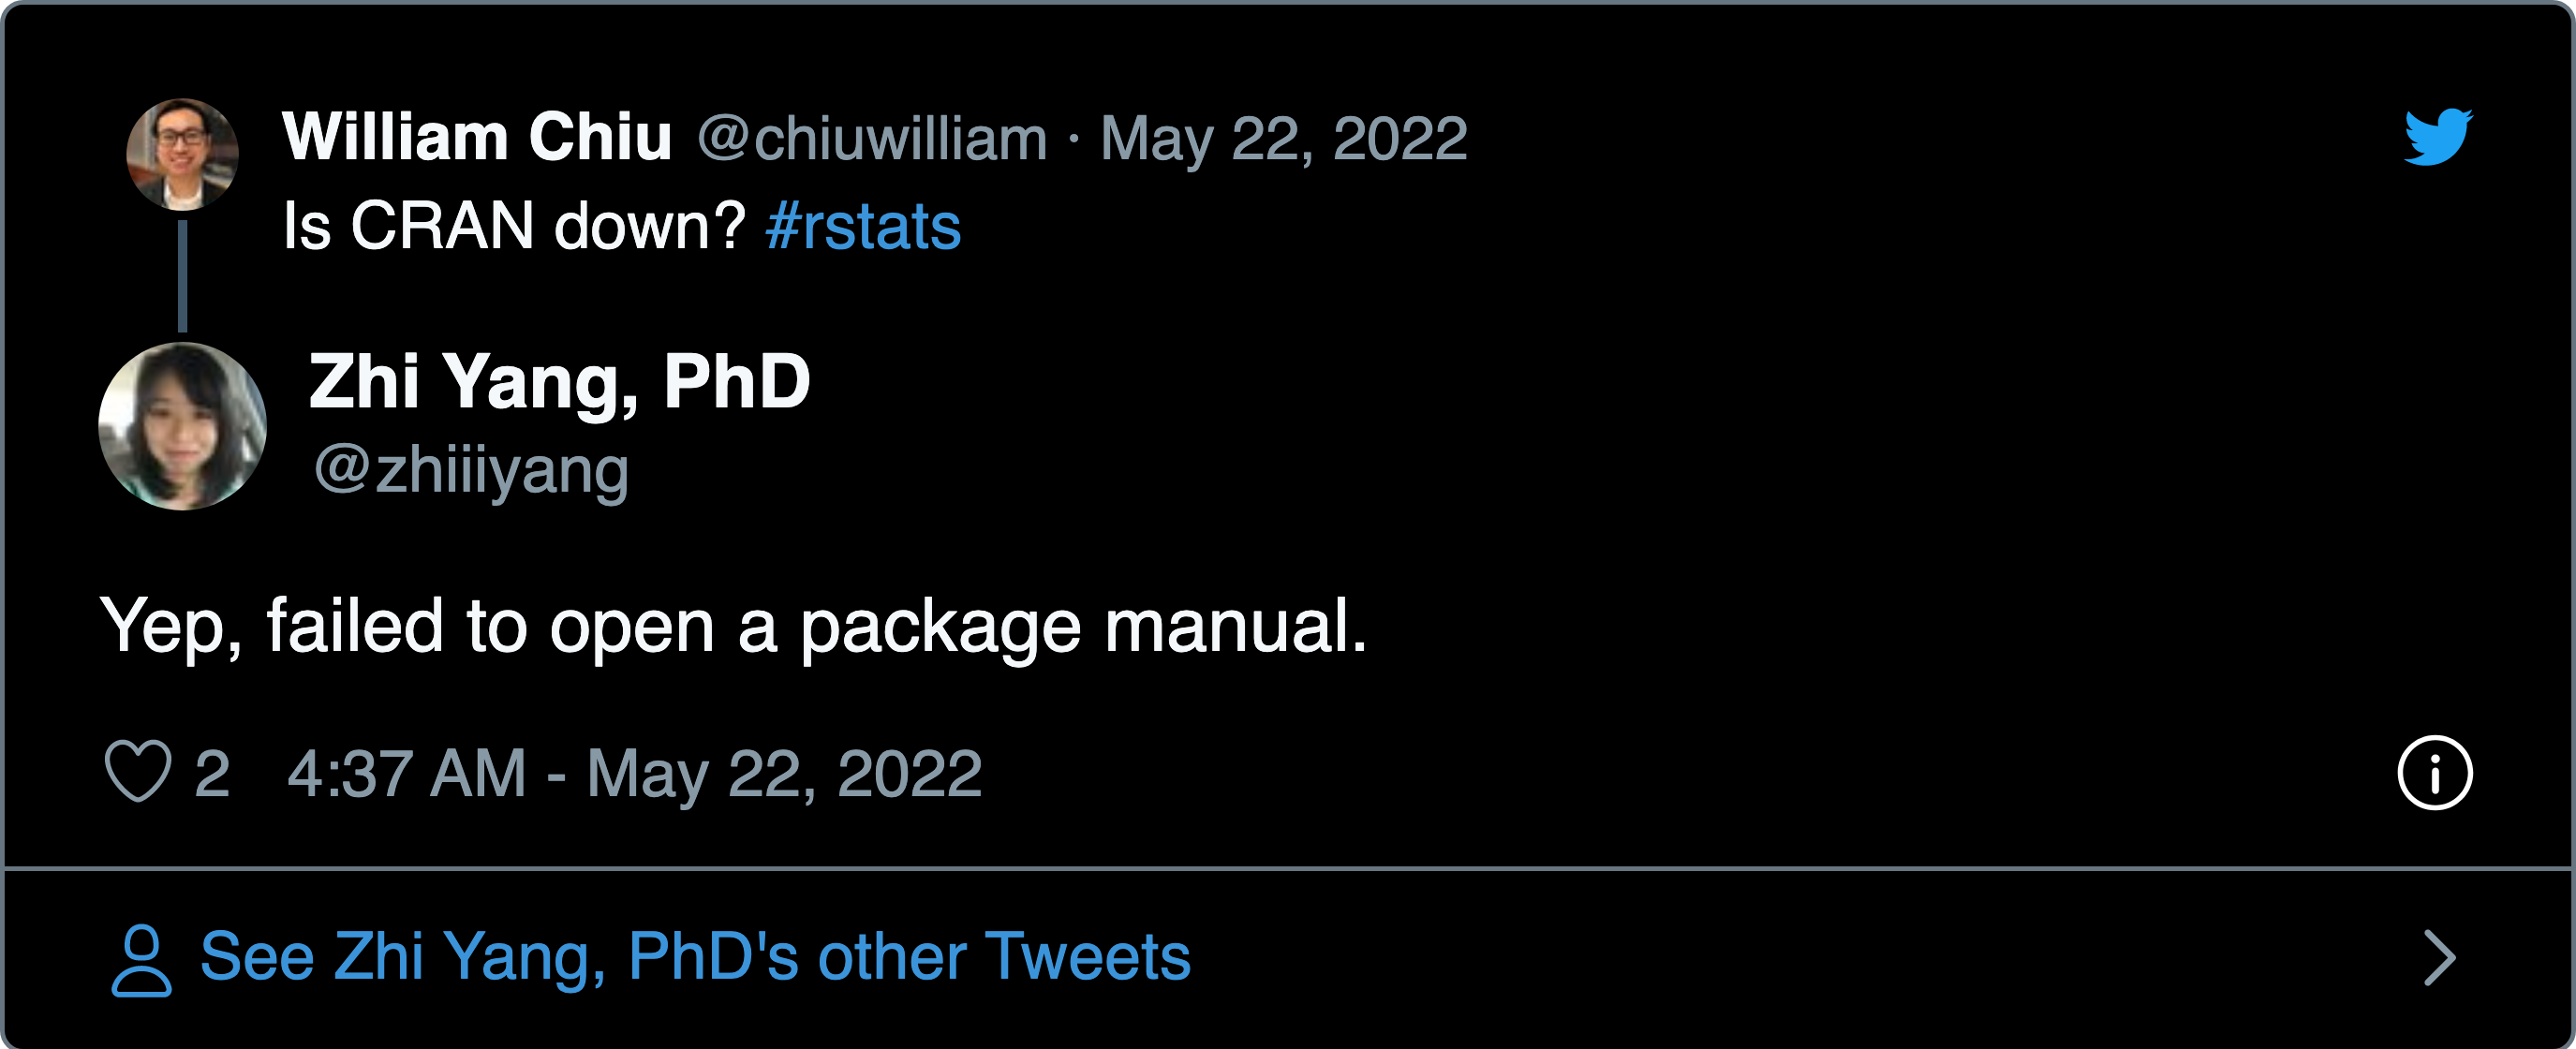 William Chiu @chiuwilliam · May 22, 2022
Is CRAN down? #rstats
Zhi Yang, PhD
@zhiiiyang
Yep, failed to open a package manual.
2 4:37 AM - May 22, 2022
See Zhi Yang, PhD's other Tweets